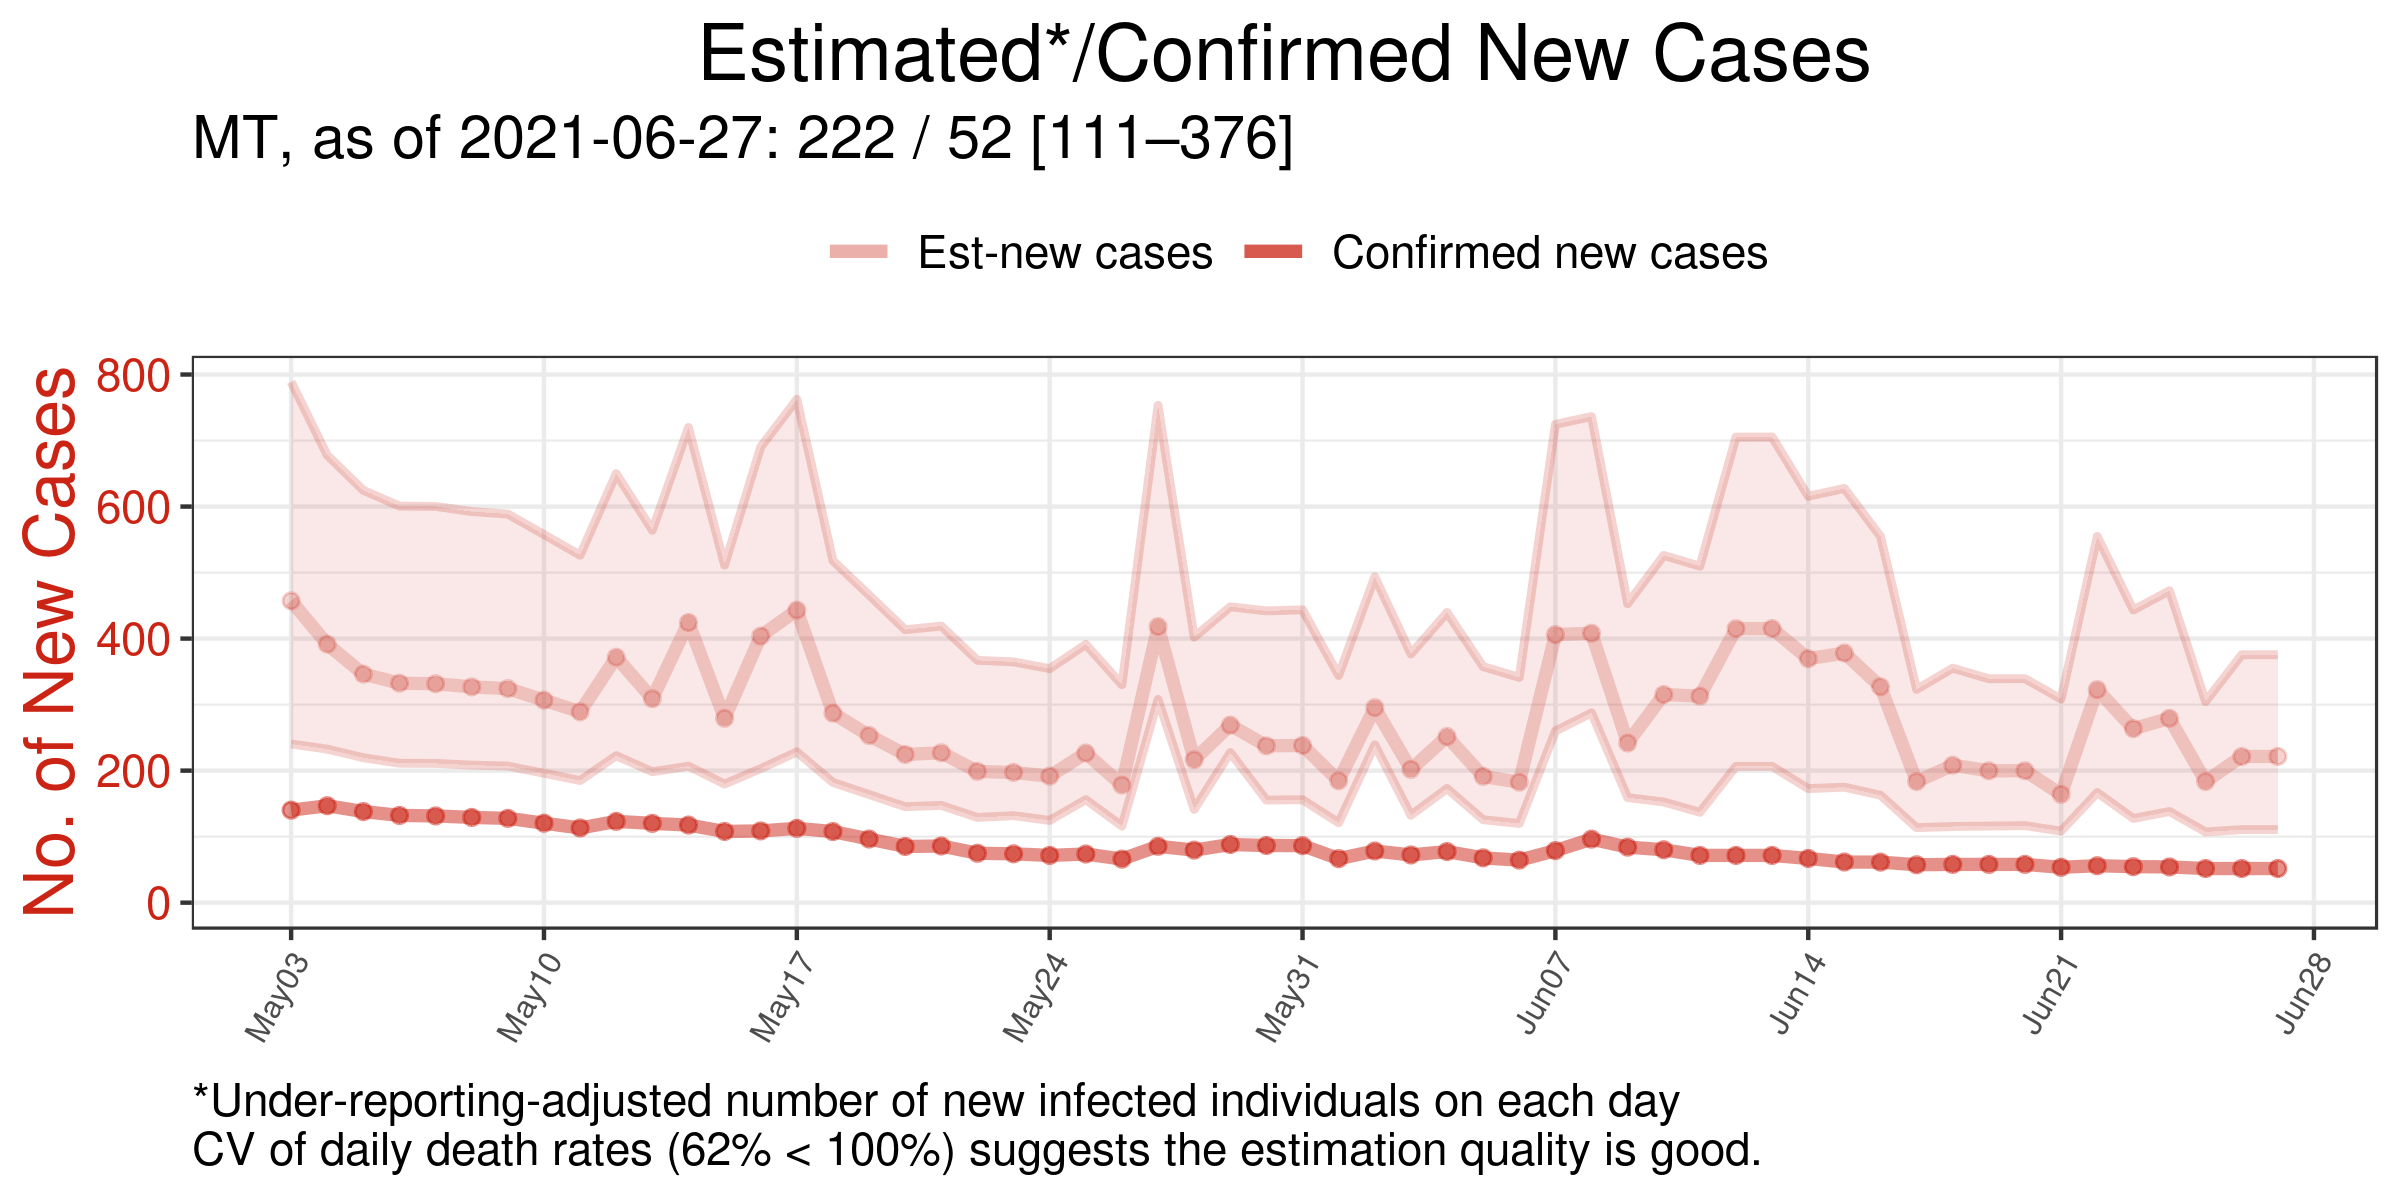 Estimated*/Confirmed New Cases
MT, as of 2021-06-27: 222 / 52 [111–376]
Est-new cases
Confirmed new cases
No. of New Cases
800
600
400
200
0
May03
May10
May17
May24
May31
Jun07
Jun14
Jun21
Jun28
*Under-reporting-adjusted number of new infected individuals on each day
CV of daily death rates (62% < 100%) suggests the estimation quality is good.